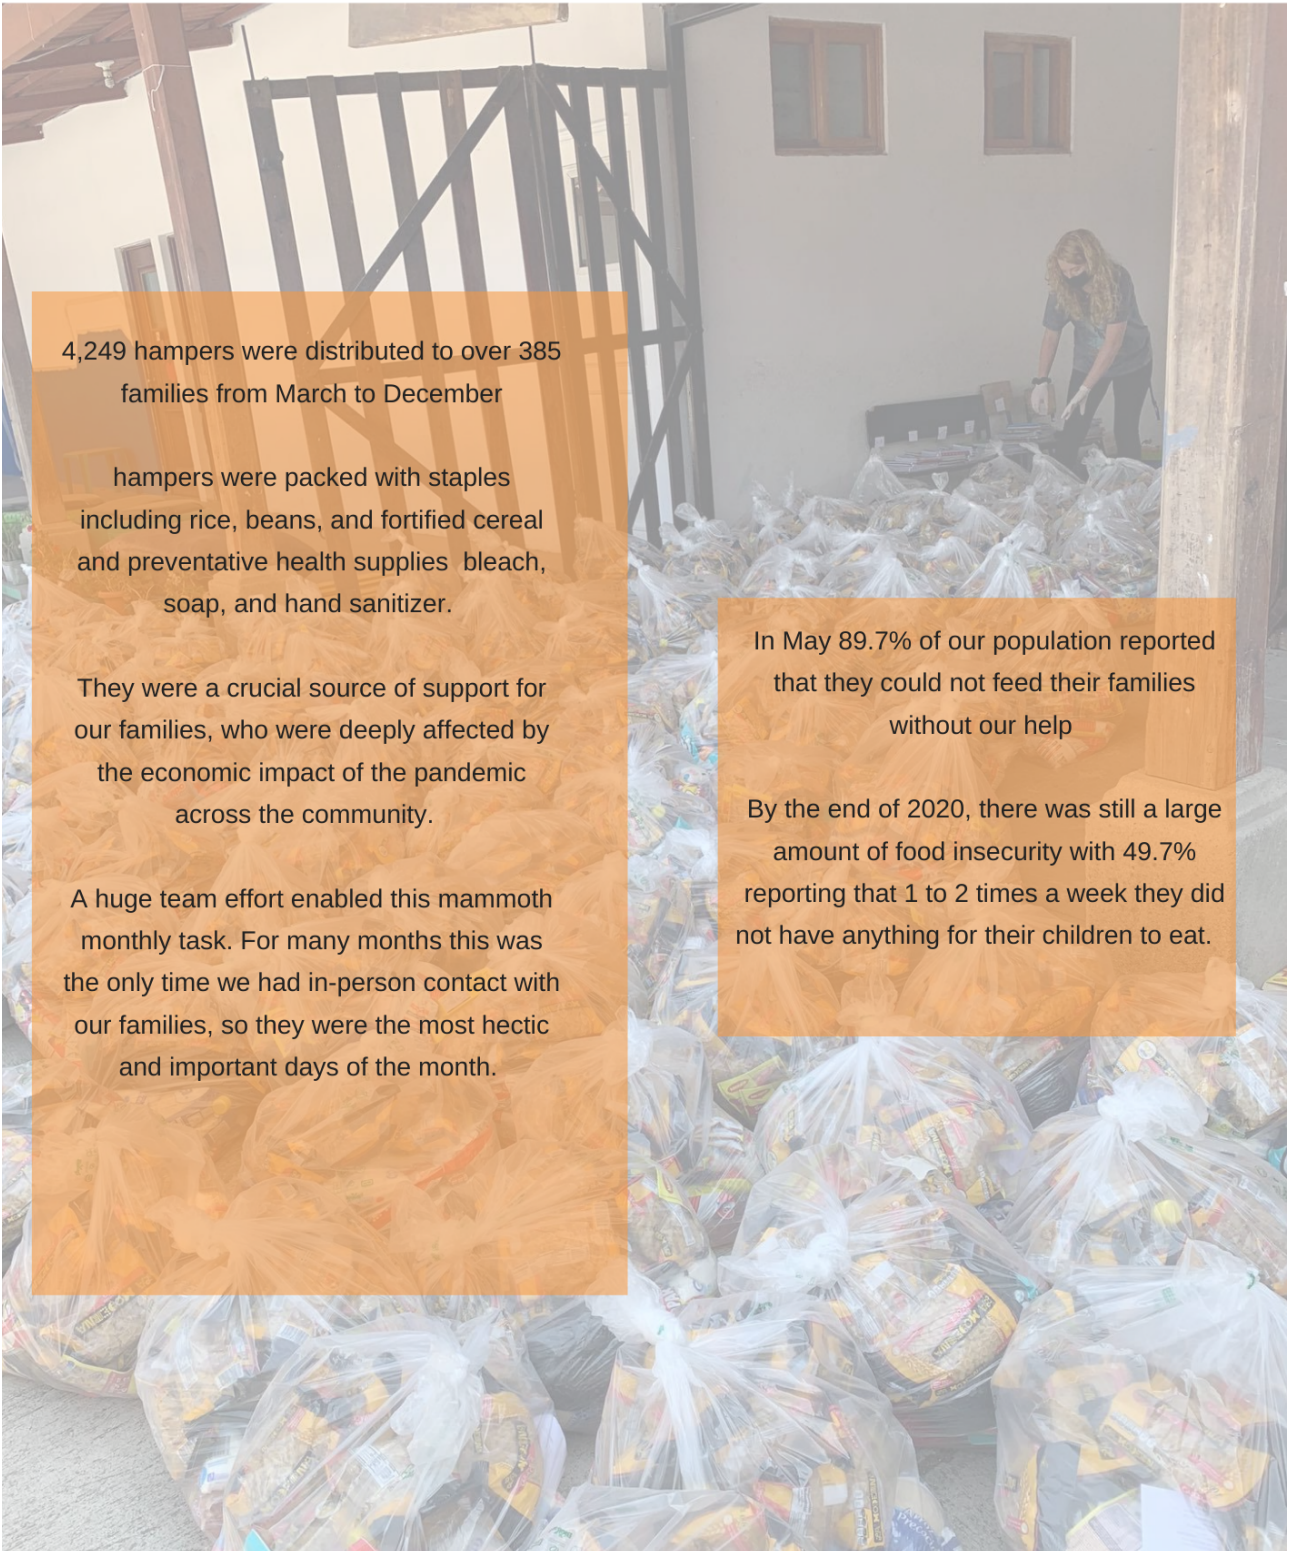 4,249 hampers were distributed to over 385
families from March to December
hampers were packed with staples
including rice, beans, and fortified cereal
and preventative health supplies  bleach,
soap, and hand sanitizer.
They were a crucial source of support for
our families, who were deeply affected by
the economic impact of the pandemic
across the community.
A huge team effort enabled this mammoth
monthly task. For many months this was
the only time we had in-person contact with
our families, so they were the most hectic
and important days of the month.
In May 89.7% of our population reported
that they could not feed their families
without our help
By the end of 2020, there was still a large
amount of food insecurity with 49.7%
reporting that 1 to 2 times a week they did
not have anything for their children to eat.